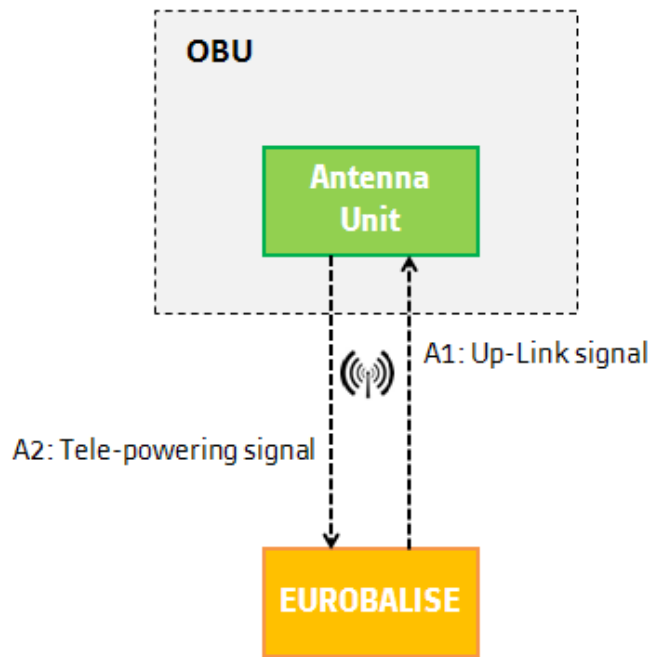 OBU
Antenna
Unit
A1: Up-Link signal
A2: Tele-powering signal
EUROBALISE